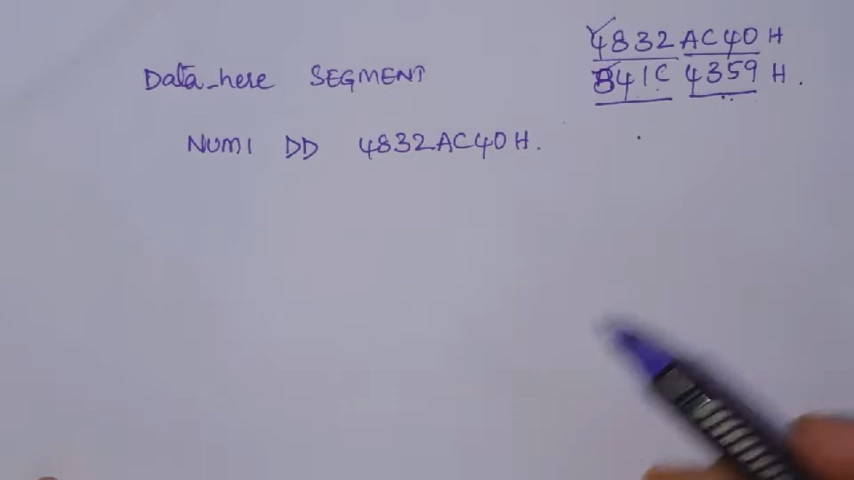 4832 AC40 H
841C 4359 H.
Data_here SEGMENT
NUM1 DD 4832AC40H.